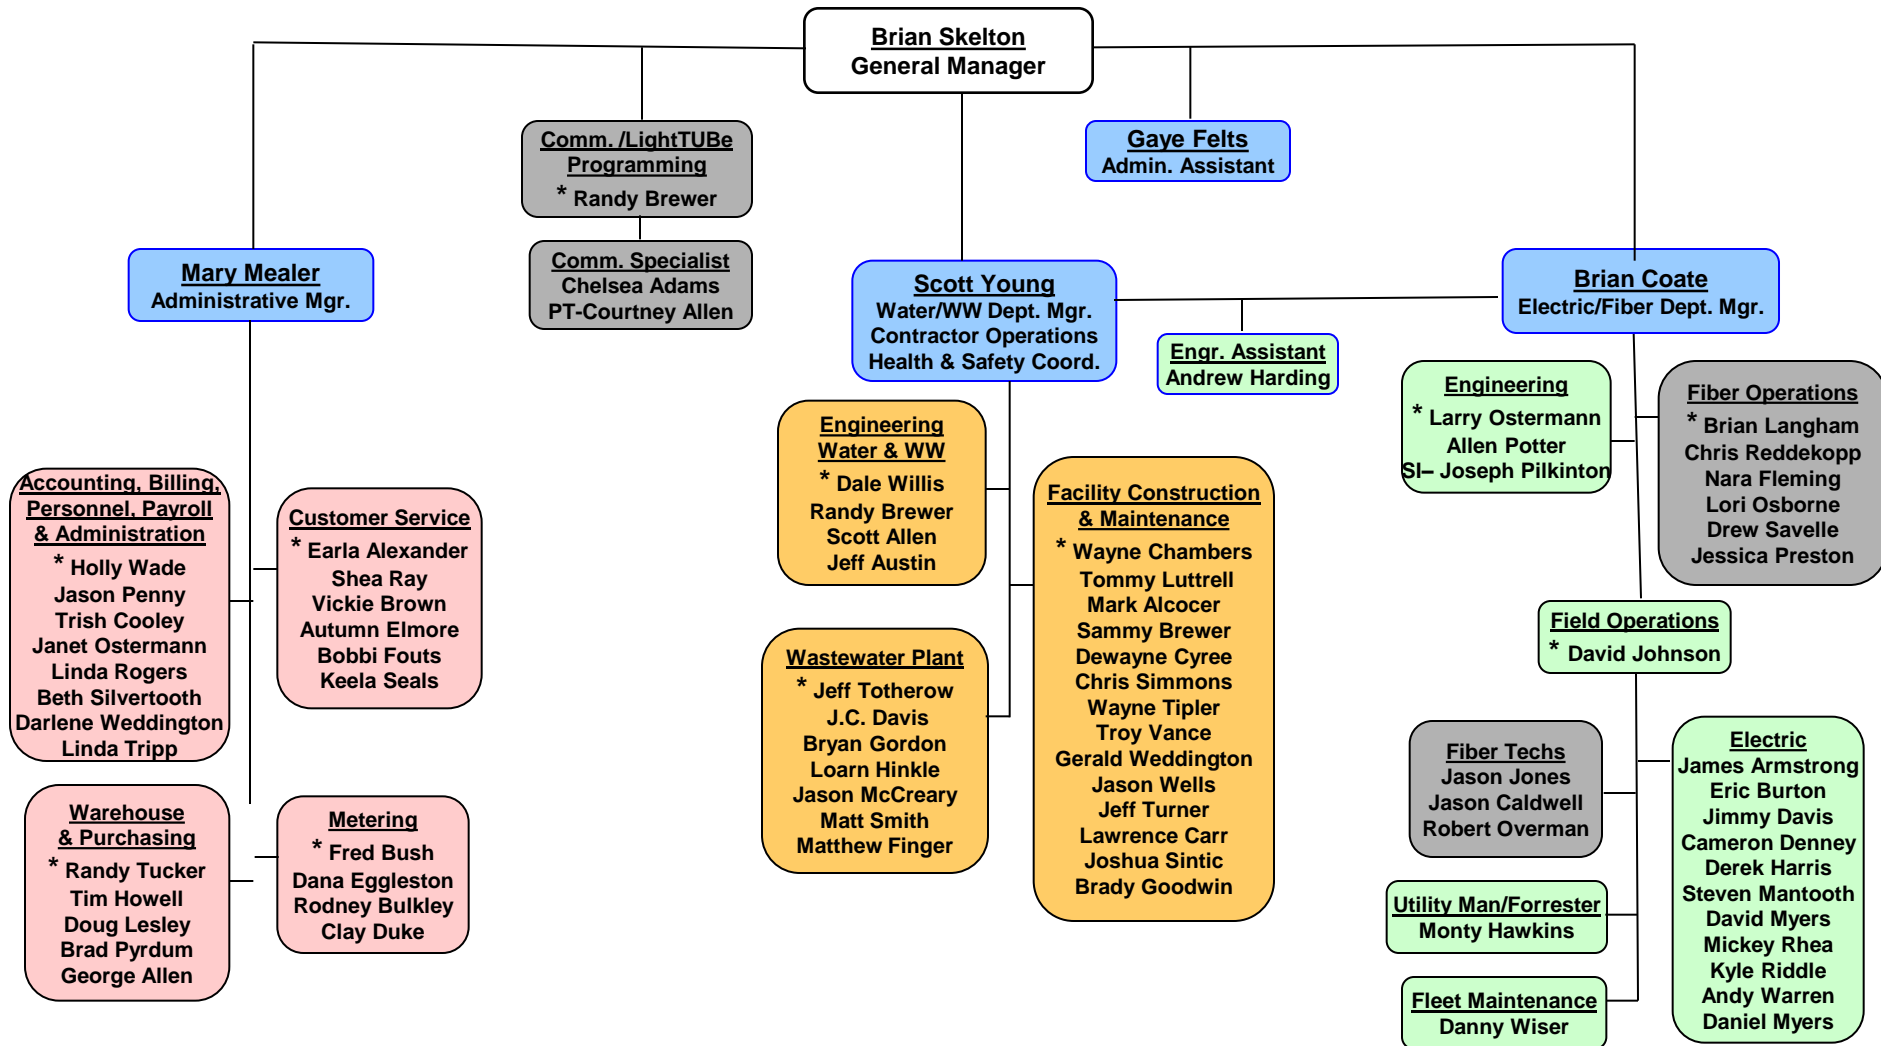 Brian Skelton
General Manager
Comm. /LightTUBe
Programming
* Randy Brewer
Gaye Felts
Admin. Assistant
Comm. Specialist
Chelsea Adams
PT-Courtney Allen
Mary Mealer
Administrative Mgr.
Scott Young
Water/WW Dept. Mgr.
Contractor Operations
Health & Safety Coord.
Brian Coate
Electric/Fiber Dept. Mgr.
Engr. Assistant
Andrew Harding
Accounting, Billing,
Personnel, Payroll
& Administration
* Holly Wade
Jason Penny
Trish Cooley
Janet Ostermann
Linda Rogers
Beth Silvertooth
Darlene Weddington
Linda Tripp
Customer Service
* Earla Alexander
Shea Ray
Vickie Brown
Autumn Elmore
Bobbi Fouts
Keela Seals
Warehouse
& Purchasing
* Randy Tucker
Tim Howell
Doug Lesley
Brad Pyrdum
George Allen
Metering
* Fred Bush
Dana Eggleston
Rodney Bulkley
Clay Duke
Engineering
Water & WW
* Dale Willis
Randy Brewer
Scott Allen
Jeff Austin
Wastewater Plant
* Jeff Totherow
J.C. Davis
Bryan Gordon
Loarn Hinkle
Jason McCreary
Matt Smith
Matthew Finger
Facility Construction
& Maintenance
* Wayne Chambers
Tommy Luttrell
Mark Alcocer
Sammy Brewer
Dewayne Cyree
Chris Simmons
Wayne Tipler
Troy Vance
Gerald Weddington
Jason Wells
Jeff Turner
Lawrence Carr
Joshua Sintic
Brady Goodwin
Engineering
* Larry Ostermann
Allen Potter
SI– Joseph Pilkinton
Fiber Operations
* Brian Langham
Chris Reddekopp
Nara Fleming
Lori Osborne
Drew Savelle
Jessica Preston
Field Operations
* David Johnson
Fiber Techs
Jason Jones
Jason Caldwell
Robert Overman
Utility Man/Forrester
Monty Hawkins
Fleet Maintenance
Danny Wiser
Electric
James Armstrong
Eric Burton
Jimmy Davis
Cameron Denney
Derek Harris
Steven Mantooth
David Myers
Mickey Rhea
Kyle Riddle
Andy Warren
Daniel Myers